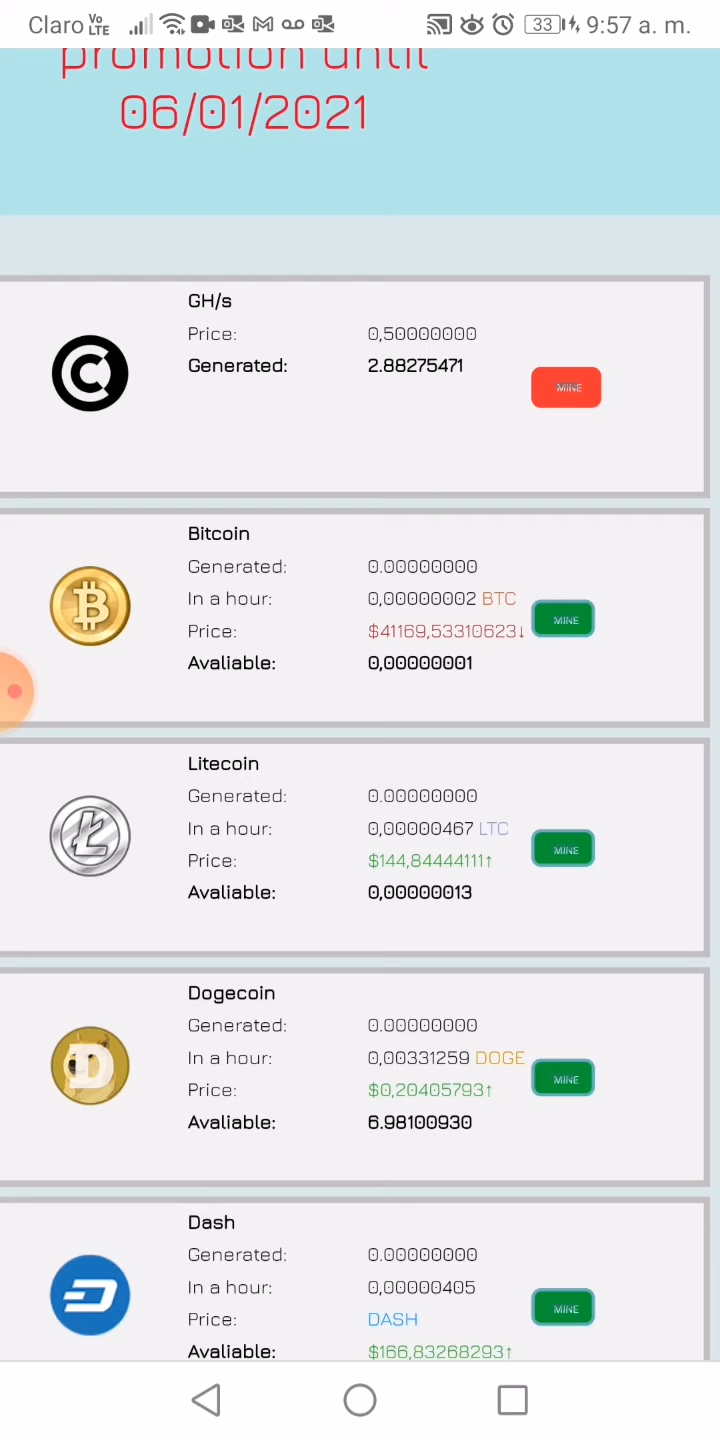 Claro Vo LTE 33 9:57 a. m.
promotion until
06/01/2021
GH/s
Price: 0,50000000
Generated: 2.88275471
MINE
Bitcoin
Generated: 0.00000000
In a hour: 0,00000002 BTC
Price: $41169,53310623↓
MINE
Avaliable: 0,00000001
Litecoin
Generated: 0.00000000
In a hour: 0,00000467 LTC
Price: $144,84444111↑
MINE
Avaliable: 0,00000013
Dogecoin
Generated: 0.00000000
In a hour: 0,00331259 DOGE
Price: $0,20405793↑
MINE
Avaliable: 6.98100930
Dash
Generated: 0.00000000
In a hour: 0,00000405
Price: DASH
MINE
Avaliable: $166,83268293↑